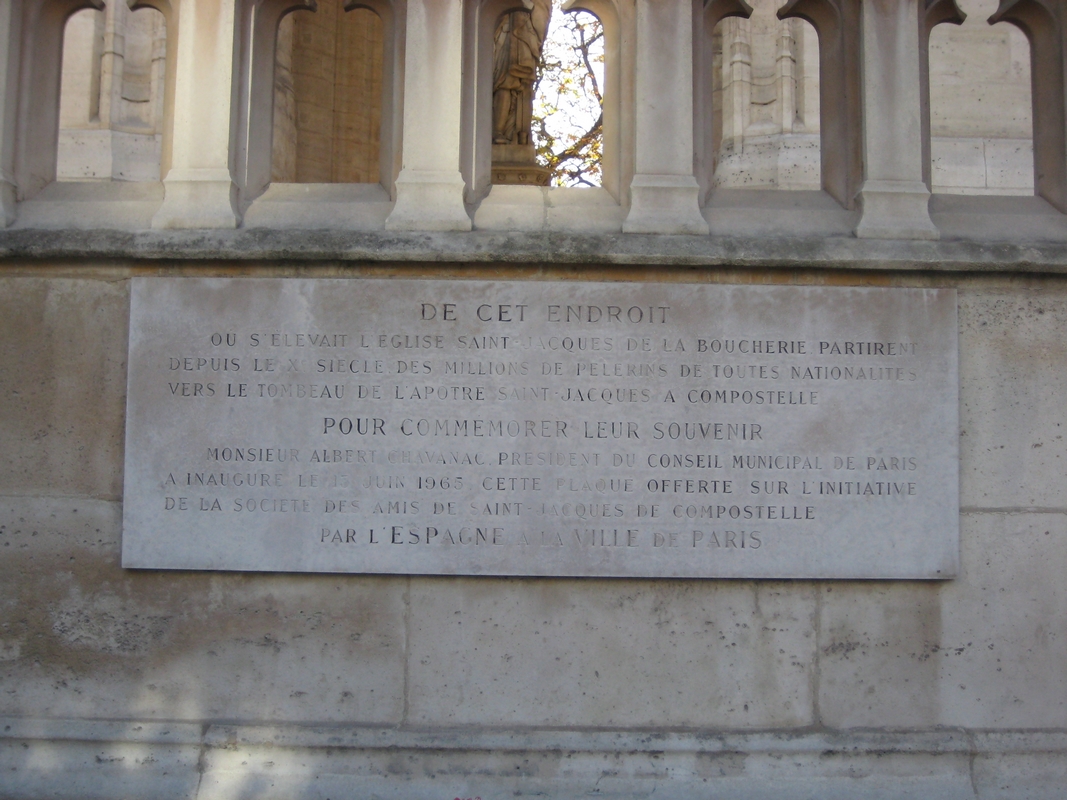 DE CET ENDROIT
OU S'ELEVAIT L'EGLISE SAINT-JACQUES DE LA BOUCHERIE PARTIRENT
DEPUIS LE XE SIECLE DES MILLIONS DE PELERINS DE TOUTES NATIONALITES
VERS LE TOMBEAU DE L'APOTRE SAINT-JACQUES A COMPOSTELLE
POUR COMMEMORER LEUR SOUVENIR
MONSIEUR ALBERT CHAVANAC, PRESIDENT DU CONSEIL MUNICIPAL DE PARIS
A INAUGURE LE 15 JUIN 1965 CETTE PLAQUE OFFERTE SUR L'INITIATIVE
DE LA SOCIETE DES AMIS DE SAINT-JACQUES DE COMPOSTELLE
PAR L'ESPAGNE A LA VILLE DE PARIS